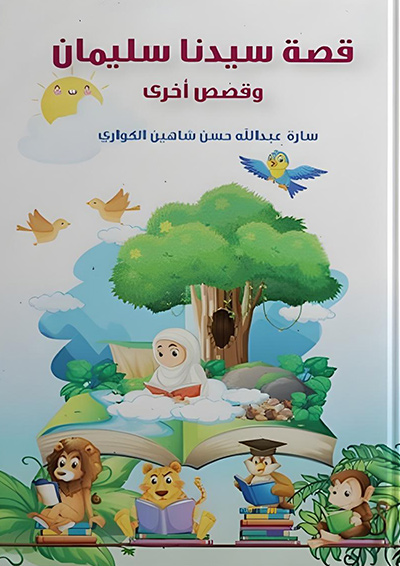 قصة سيدنا سليمان
وقصص أخرى
سارة عبدالله حسن شاهين الكواري